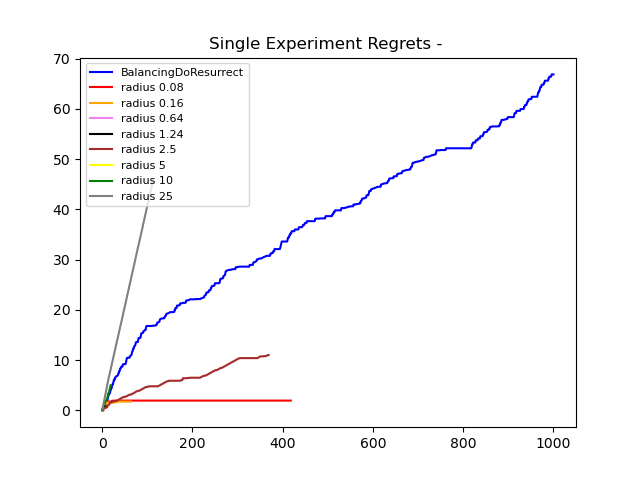 Single Experiment Regrets -
70
60
50
40
30
20
10
0
BalancingDoResurrect
radius 0.08
radius 0.16
radius 0.64
radius 1.24
radius 2.5
radius 5
radius 10
radius 25
0 200 400 600 800 1000